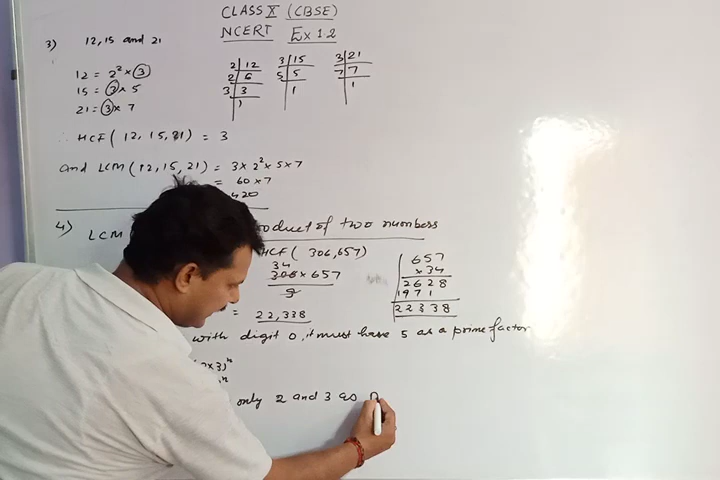 CLASS X (CBSE)
NCERT Ex 1.2
3) 12, 15 and 21
12 = 2² × 3
15 = 3 × 5
21 = 3 × 7
2 12
2 6
3 3
1
3 15
5 5
1
3 21
7 7
1
∴ HCF( 12, 15, 21) = 3
and LCM (12, 15, 21) = 3 × 2² × 5 × 7
= 60 × 7
420
4) LCM product of two numbers
HCF( 306, 657)
34
306 × 657
9
= 22,338
657
× 34
2628
1971
22338
with digit 0, it must have 5 as a prime factor
× 3)ⁿ
n
only 2 and 3 as